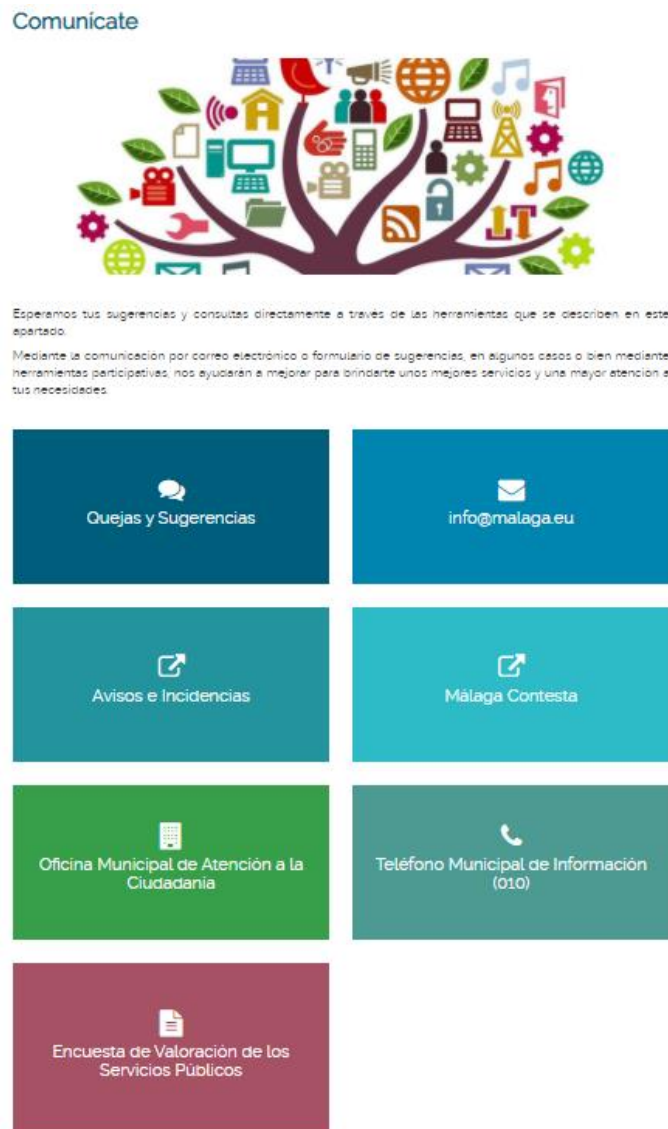 Comunícate
Esperamos tus sugerencias y consultas directamente a través de las herramientas que se describen en este
apartado.
Mediante la comunicación por correo electrónico o formulario de sugerencias, en algunos casos o bien mediante
herramientas participativas, nos ayudarán a mejorar para brindarte unos mejores servicios y una mayor atención a
tus necesidades.
Quejas y Sugerencias
info@malaga.eu
Avisos e Incidencias
Málaga Contesta
Oficina Municipal de Atención a la
Ciudadanía
Teléfono Municipal de Información
(010)
Encuesta de Valoración de los
Servicios Públicos